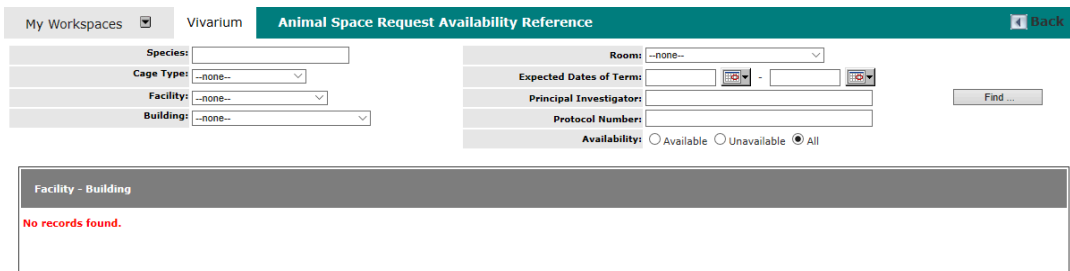 My Workspaces Vivarium Animal Space Request Availability Reference Back
Species:
Cage Type: --none--
Facility: --none--
Building: --none--
Room: --none--
Expected Dates of Term: -
Principal Investigator:
Protocol Number:
Availability: Available Unavailable All
Find ...
Facility - Building
No records found.